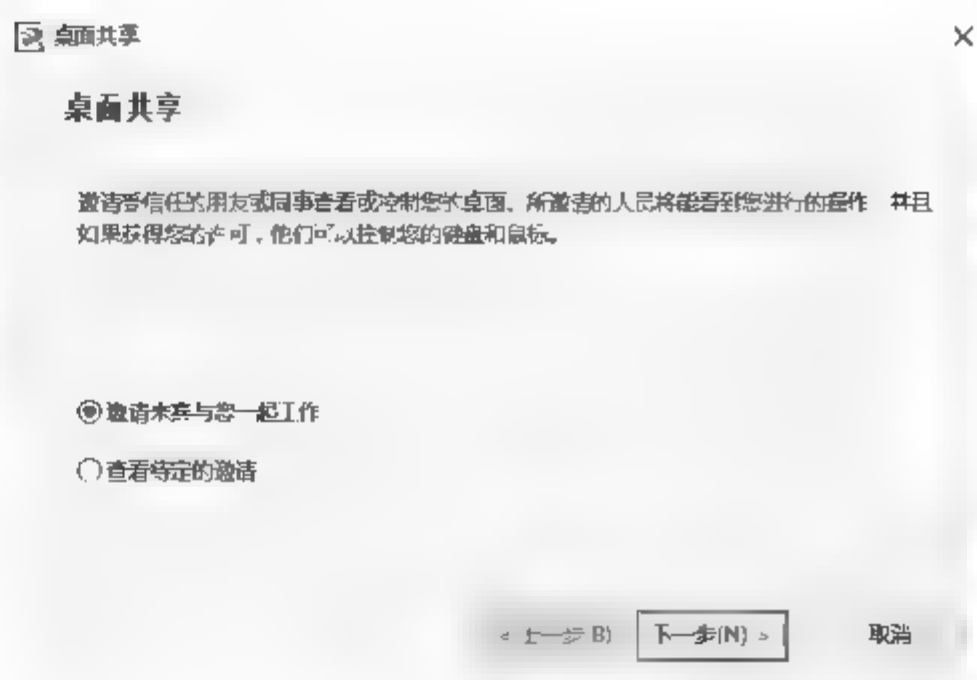 桌面共享
桌面共享
邀请受信任的朋友或同事查看或控制您的桌面。所邀请的人员将能看到您进行的操作，并且
如果获得您的许可，他们可以控制您的键盘和鼠标。
邀请来宾与您一起工作
查看特定的邀请
< 上一步(B) 下一步(N) > 取消